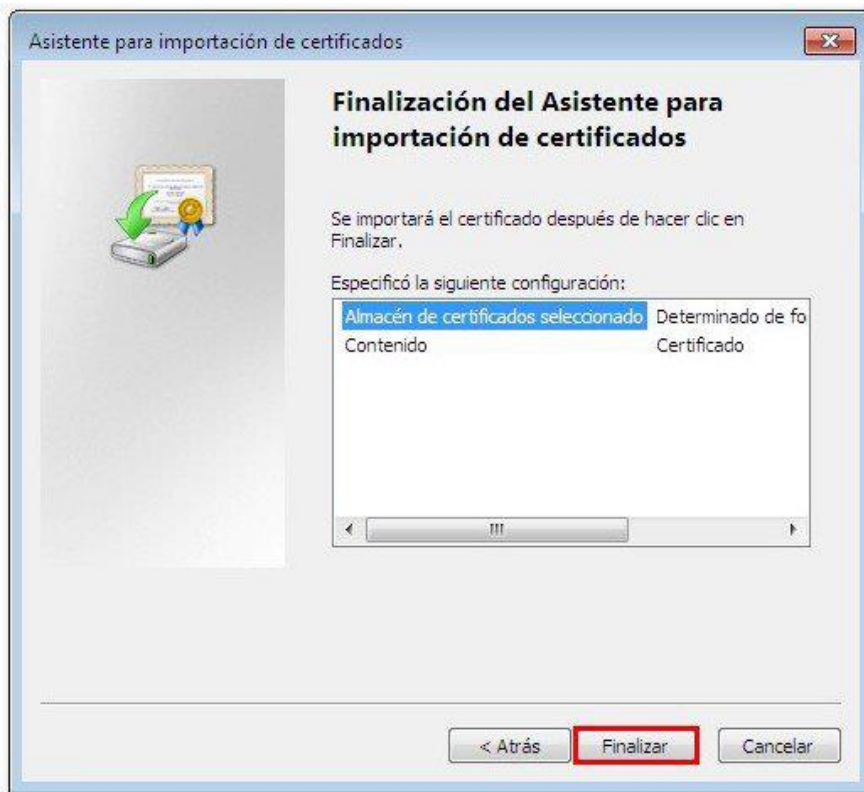 Asistente para importación de certificados
Finalización del Asistente para
importación de certificados
Se importará el certificado después de hacer clic en
Finalizar.
Especificó la siguiente configuración:
Almacén de certificados seleccionado Determinado de fo
Contenido Certificado
< Atrás Finalizar Cancelar